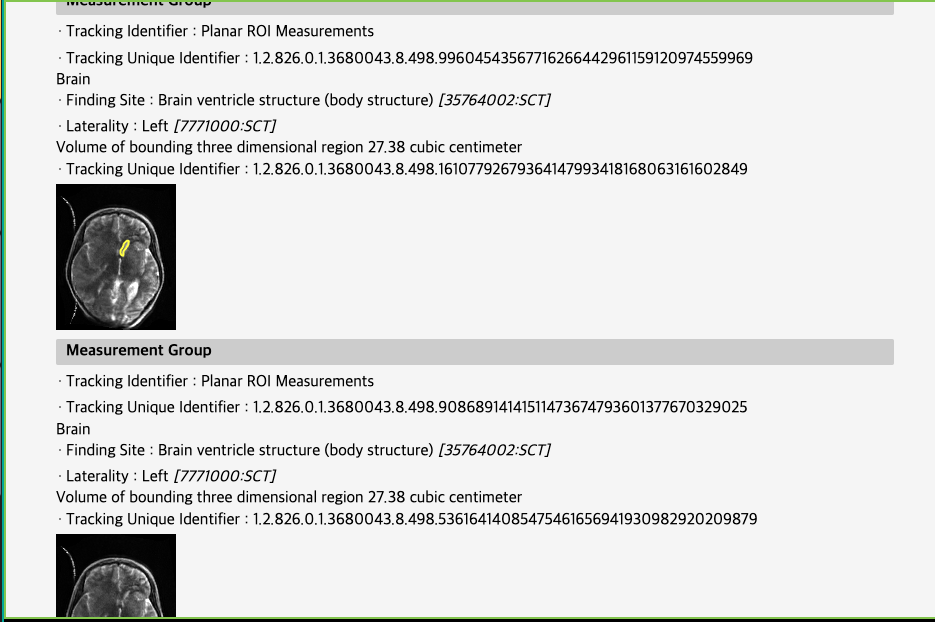 Measurement Group
· Tracking Identifier : Planar ROI Measurements
· Tracking Unique Identifier : 1.2.826.0.1.3680043.8.498.99604543567716266442961159120974559969
Brain
· Finding Site : Brain ventricle structure (body structure) [35764002:SCT]
· Laterality : Left [7771000:SCT]
Volume of bounding three dimensional region 27.38 cubic centimeter
· Tracking Unique Identifier : 1.2.826.0.1.3680043.8.498.16107792679364147993418168063161602849
Measurement Group
· Tracking Identifier : Planar ROI Measurements
· Tracking Unique Identifier : 1.2.826.0.1.3680043.8.498.90868914141511473674793601377670329025
Brain
· Finding Site : Brain ventricle structure (body structure) [35764002:SCT]
· Laterality : Left [7771000:SCT]
Volume of bounding three dimensional region 27.38 cubic centimeter
· Tracking Unique Identifier : 1.2.826.0.1.3680043.8.498.53616414085475461656941930982920209879